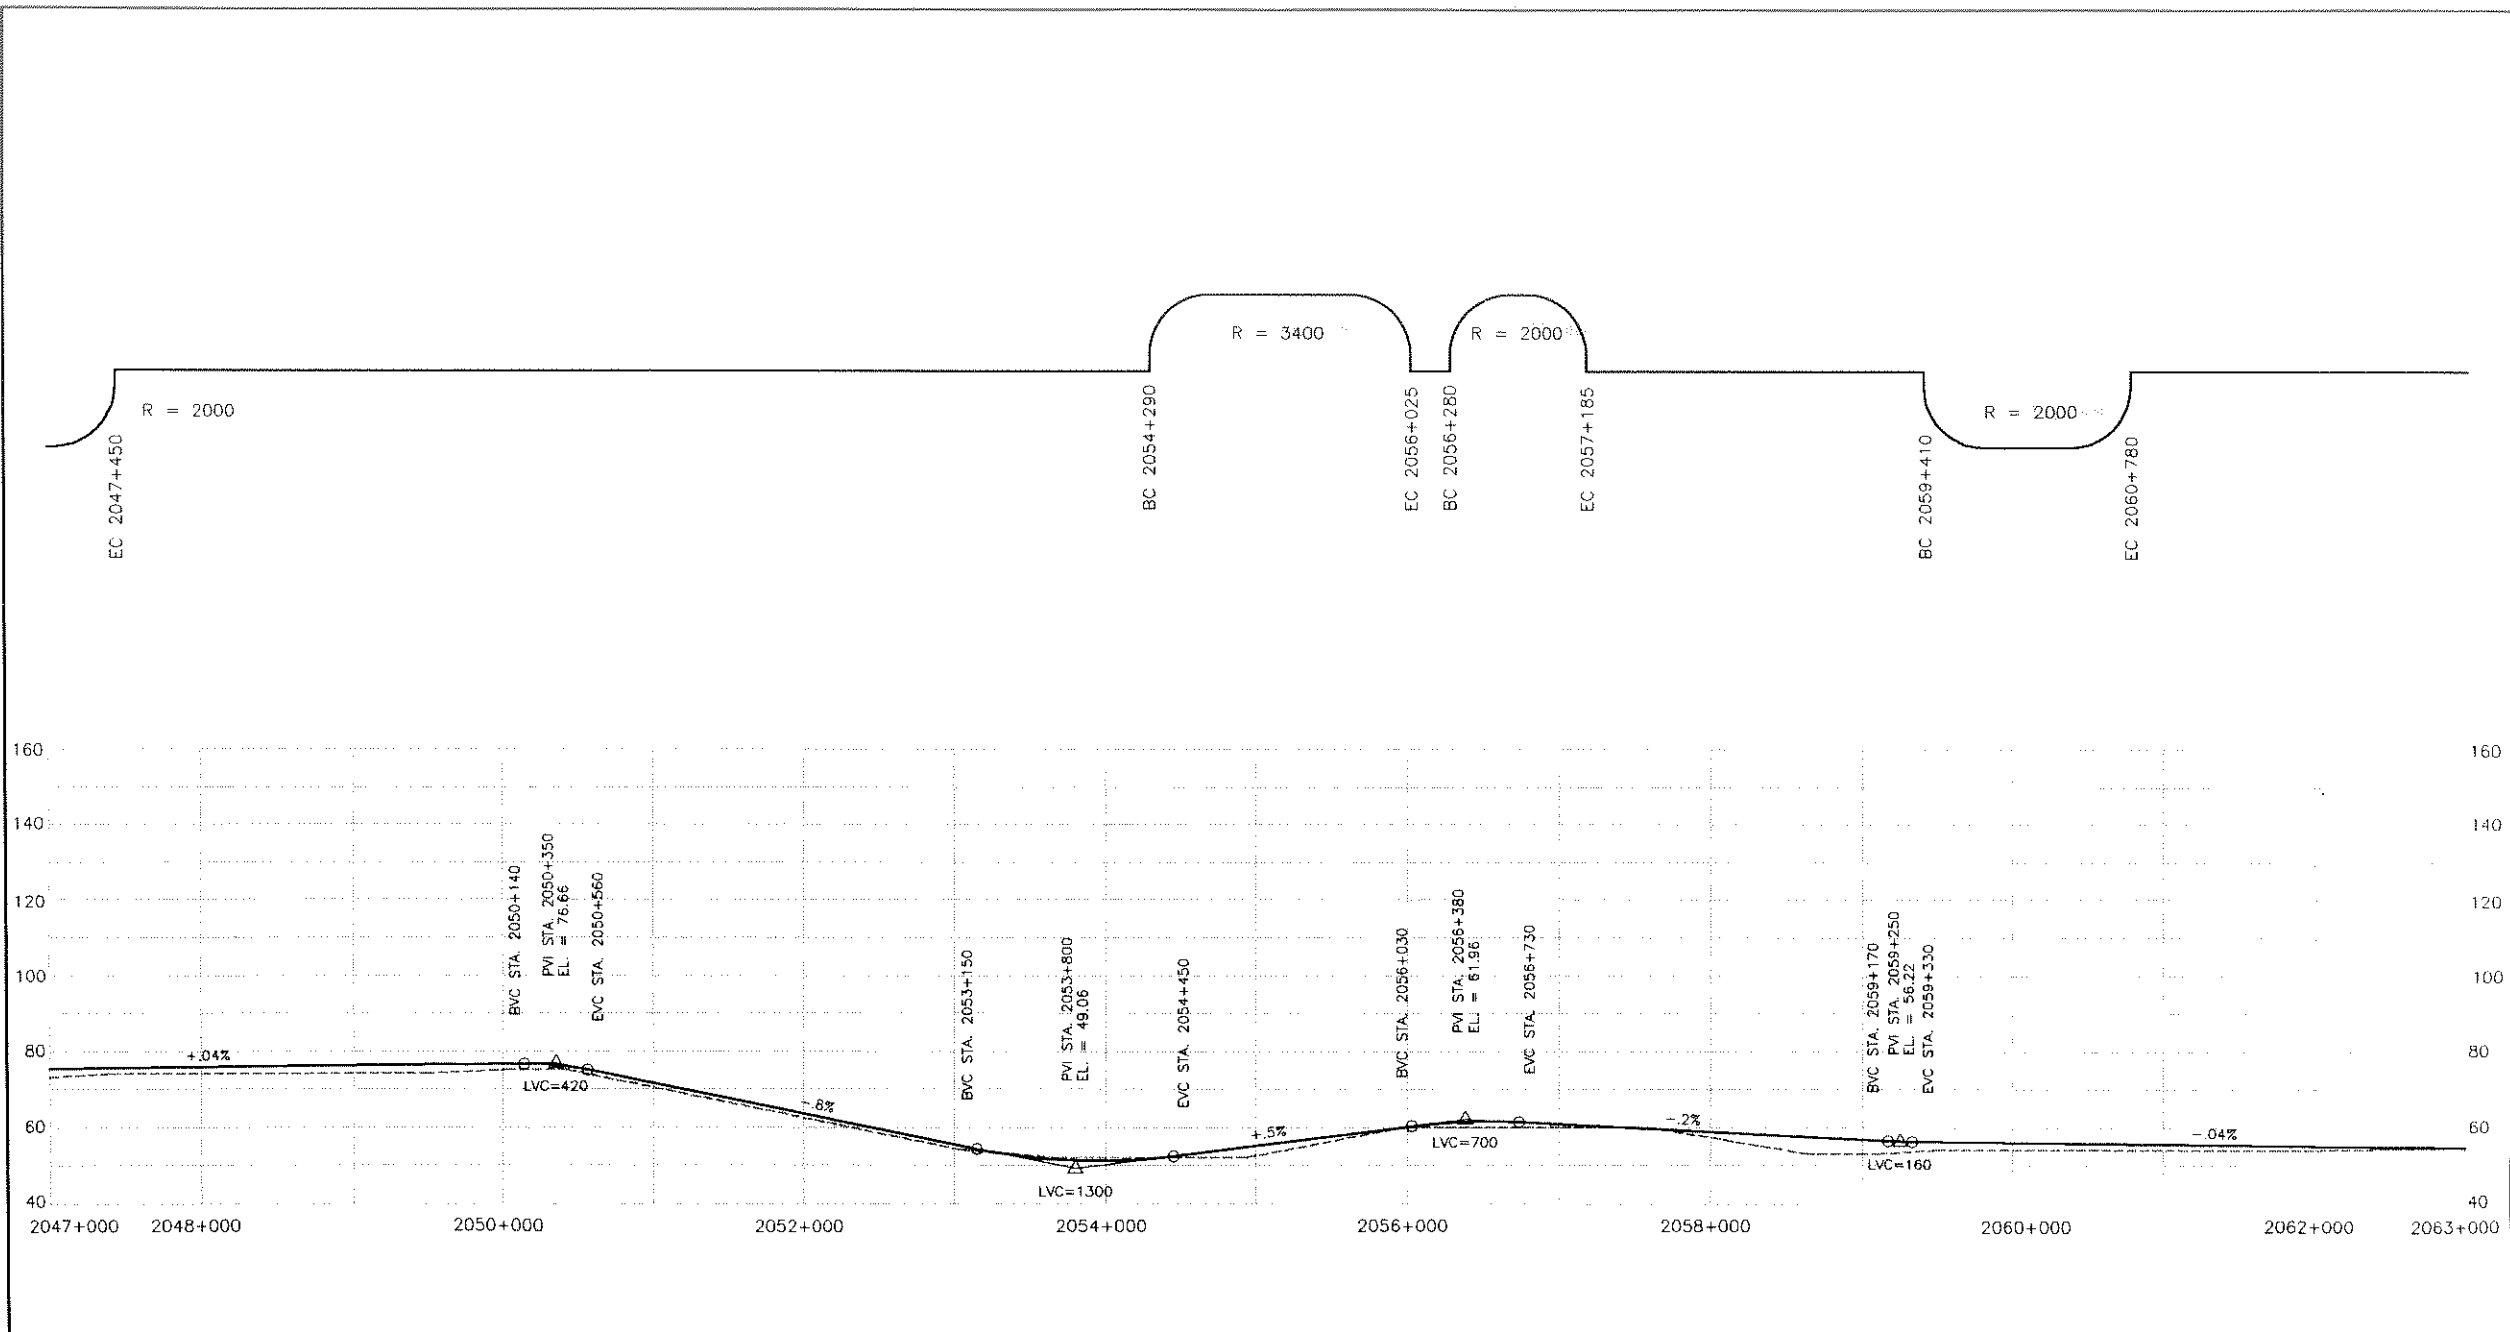 R = 3400
R = 2000
R = 2000
R = 2000
EC 2047+450
BC 2054+290
EC 2056+025
BC 2056+280
EC 2057+185
BC 2059+410
EC 2060+780
160
160
140
140
120
120
100
100
80
80
60
60
40
40
BVC STA. 2050+140
PVI STA. 2050+350
EL. = 76.66
EVC STA. 2050+560
BVC STA. 2053+150
PVI STA. 2053+800
EL. = 49.06
EVC STA. 2054+450
BVC STA. 2056+030
PVI STA. 2056+380
EL. = 61.96
EVC STA. 2056+730
BVC STA. 2059+170
PVI STA. 2059+250
EL. = 56.22
EVC STA. 2059+330
+.04%
LVC=420
-.8%
LVC=1300
+.5%
LVC=700
-.2%
LVC=160
-.04%
2047+000 2048+000 2050+000 2052+000 2054+000 2056+000 2058+000 2060+000 2062+000 2063+000